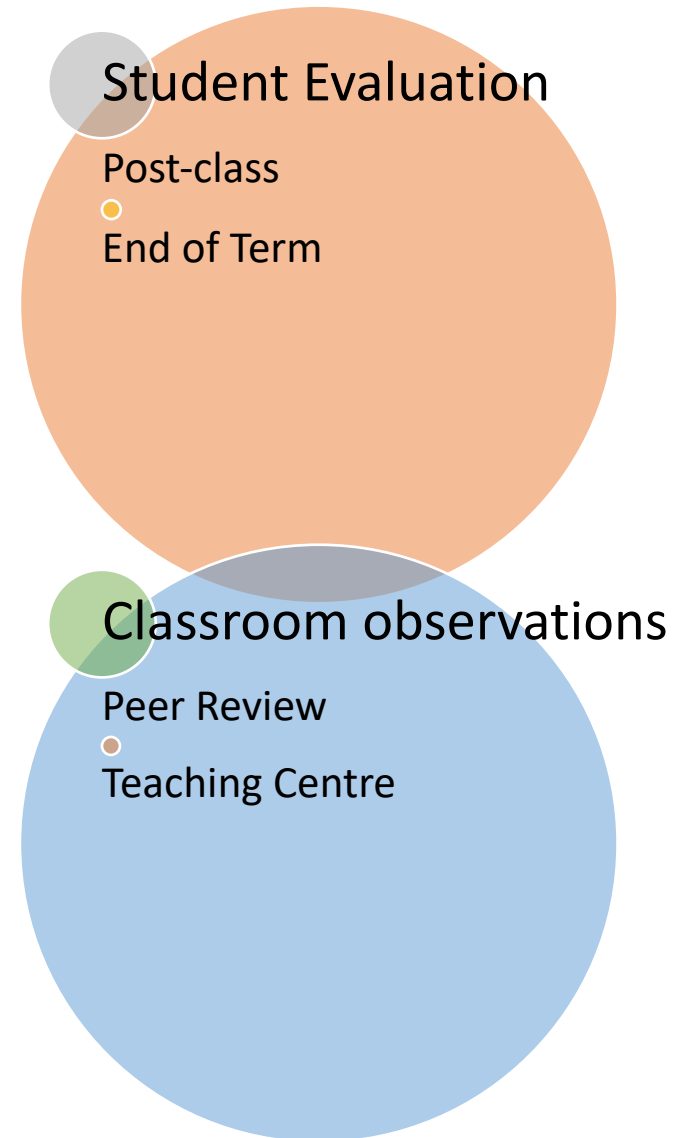 Student Evaluation
Post-class
End of Term
Classroom observations
Peer Review
Teaching Centre